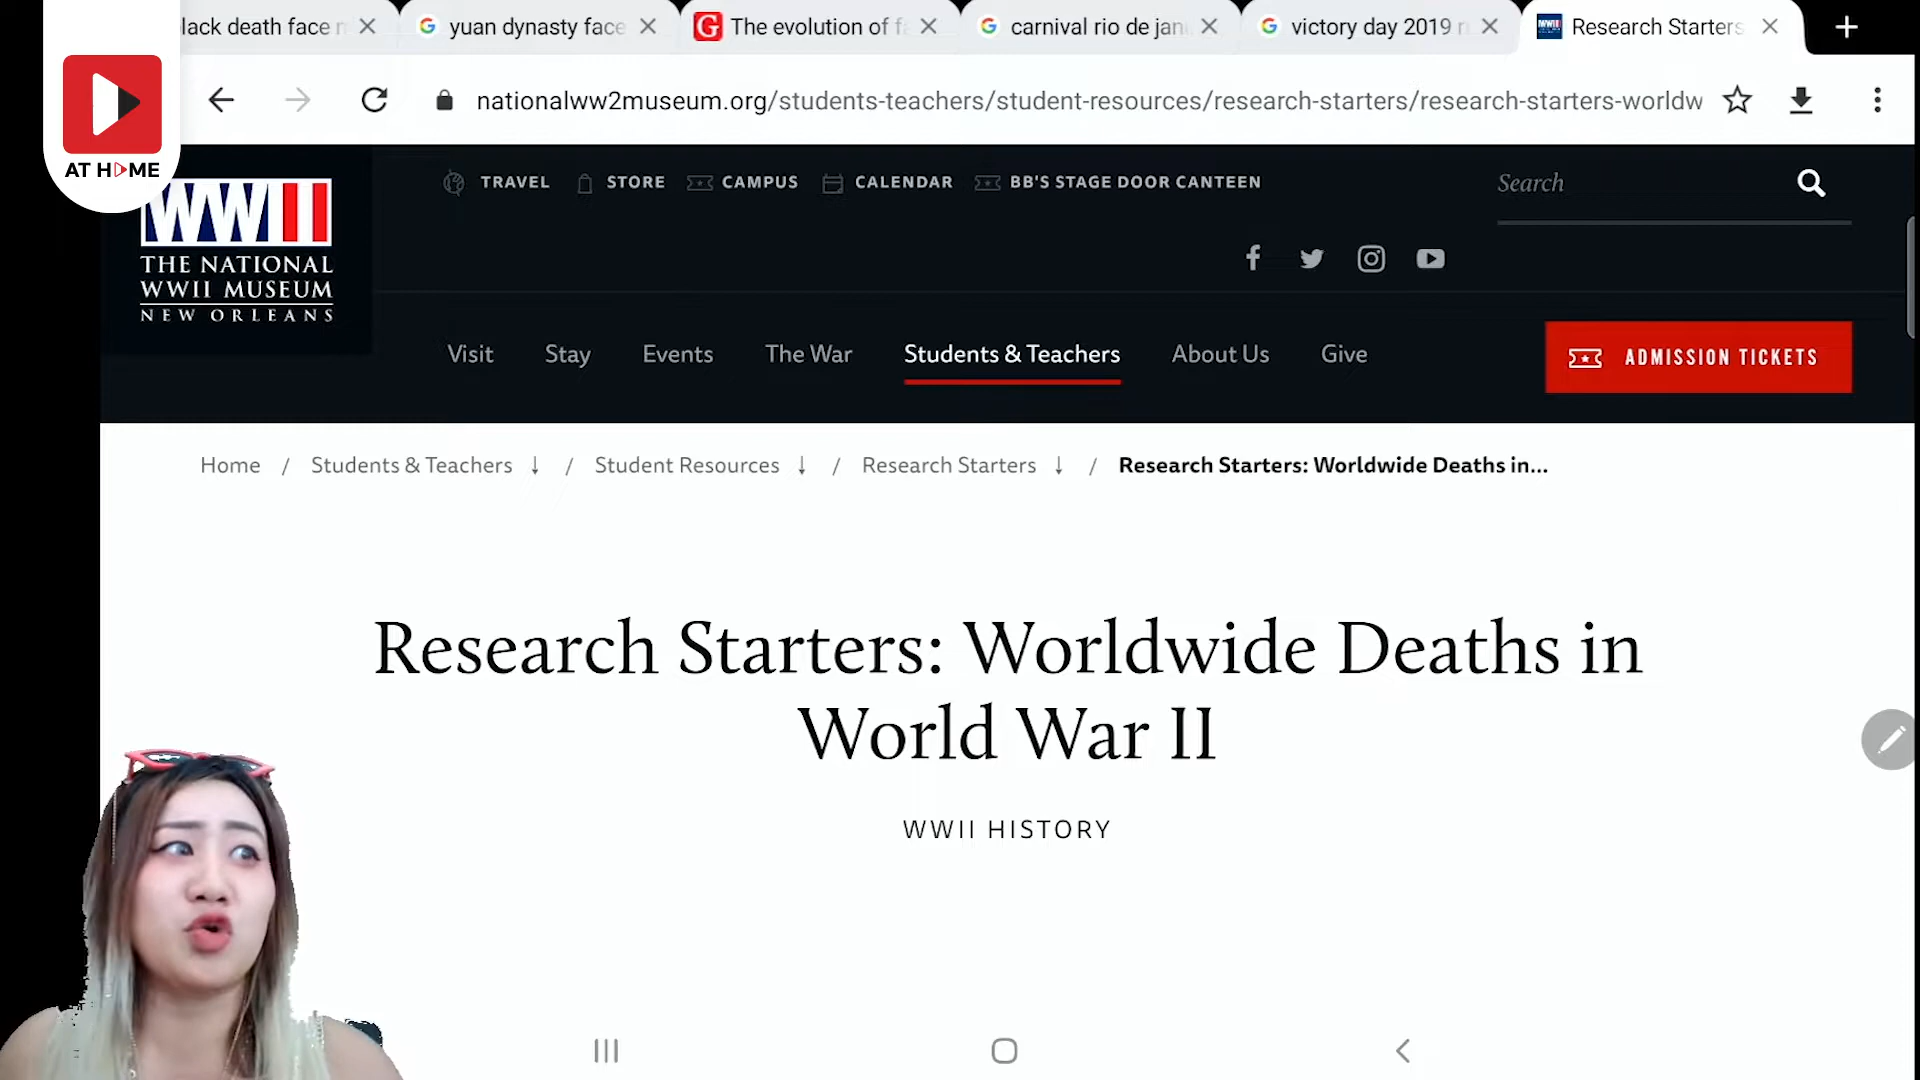 lack death face
yuan dynasty face
The evolution of fa
carnival rio de jan
victory day 2019
Research Starters
nationalww2museum.org/students-teachers/student-resources/research-starters/research-starters-worldw
AT HOME
TRAVEL
STORE
CAMPUS
CALENDAR
BB'S STAGE DOOR CANTEEN
Search
WWII
THE NATIONAL
WWII MUSEUM
NEW ORLEANS
Visit
Stay
Events
The War
Students & Teachers
About Us
Give
ADMISSION TICKETS
Home / Students & Teachers ↓ / Student Resources ↓ / Research Starters ↓ / Research Starters: Worldwide Deaths in...
Research Starters: Worldwide Deaths in
World War II
WWII HISTORY